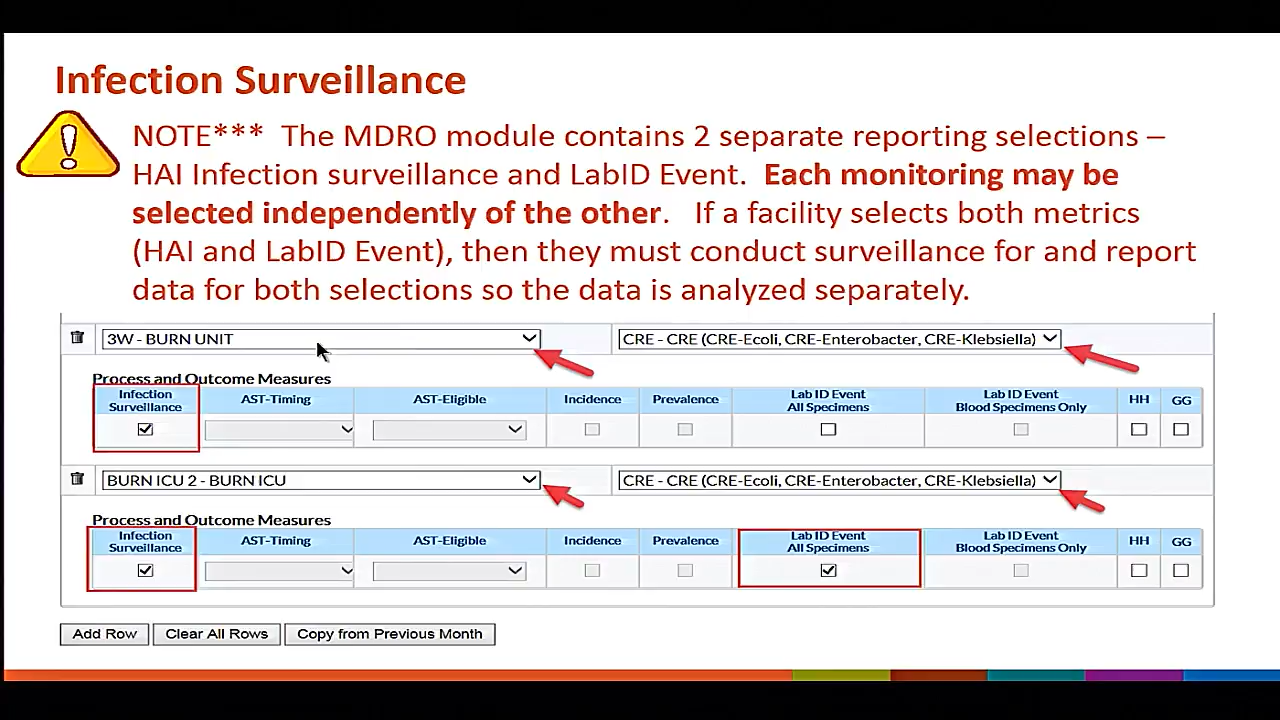 Infection Surveillance
NOTE*** The MDRO module contains 2 separate reporting selections –
HAI Infection surveillance and LabID Event. Each monitoring may be
selected independently of the other. If a facility selects both metrics
(HAI and LabID Event), then they must conduct surveillance for and report
data for both selections so the data is analyzed separately.
3W - BURN UNIT
CRE - CRE (CRE-Ecoli, CRE-Enterobacter, CRE-Klebsiella)
Process and Outcome Measures
Infection Surveillance AST-Timing AST-Eligible Incidence Prevalence Lab ID Event All Specimens Lab ID Event Blood Specimens Only HH GG
BURN ICU 2 - BURN ICU
CRE - CRE (CRE-Ecoli, CRE-Enterobacter, CRE-Klebsiella)
Process and Outcome Measures
Infection Surveillance AST-Timing AST-Eligible Incidence Prevalence Lab ID Event All Specimens Lab ID Event Blood Specimens Only HH GG
Add Row Clear All Rows Copy from Previous Month